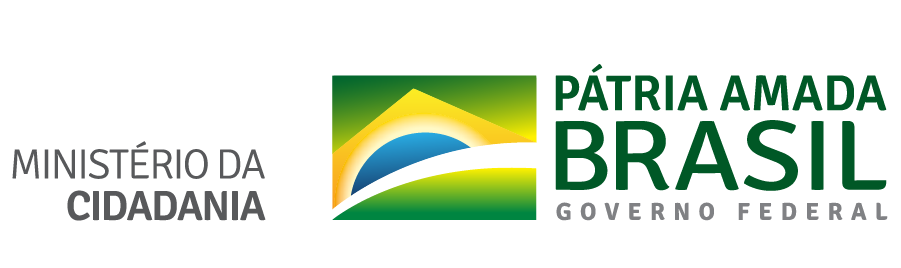 MINISTÉRIO DA
CIDADANIA
PÁTRIA AMADA
BRASIL
GOVERNO FEDERAL